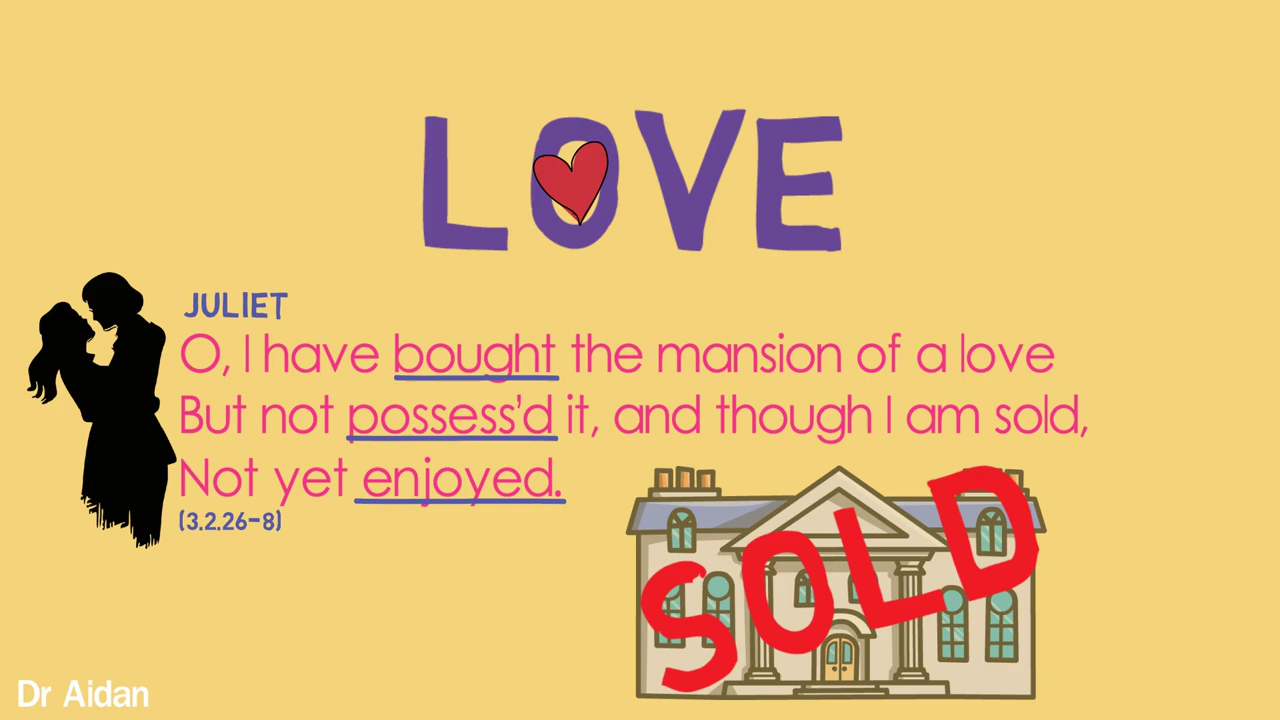 LOVE
JULIET
O, I have bought the mansion of a love
But not possess'd it, and though I am sold,
Not yet enjoyed.
(3.2.26-8)
SOLD
Dr Aidan